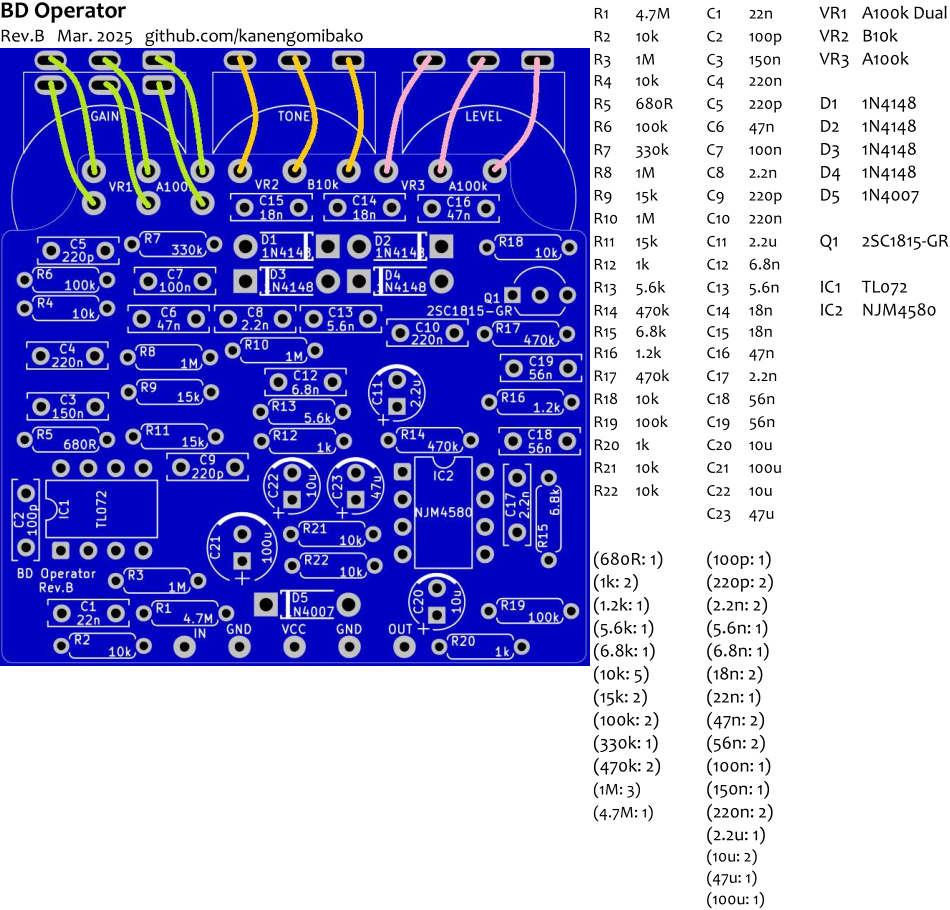 BD Operator
Rev.B Mar. 2025 github.com/kanengomibako
GAIN TONE LEVEL
VR1 A100k VR2 B10k VR3 A100k
C15 18n C14 18n C16 47n
C5 220p R7 330k D1 1N4148 D2 1N4148 R18 10k
R6 100k C7 100n D3 1N4148 D4 1N4148
R4 10k Q1 2SC1815-GR
C6 47n C8 2.2n C13 5.6n C10 220n R17 470k
C4 220n R8 1M R10 1M C19 56n
R9 15k C12 6.8n C11 2.2u R16 1.2k
C3 150n R13 5.6k
R5 680R R11 15k R12 1k R14 470k C18 56n
C9 220p C22 10u C23 47u IC2 NJM4580 C17 2.2n R15 6.8k
C2 100p IC1 TL072 C21 100u R21 10k
R22 10k
BD Operator
Rev.B
R3 1M D5 1N4007 C20 10u
C1 22n R1 4.7M R19 100k
IN GND VCC GND OUT
R2 10k R20 1k
R1 4.7M C1 22n VR1 A100k Dual
R2 10k C2 100p VR2 B10k
R3 1M C3 150n VR3 A100k
R4 10k C4 220n
R5 680R C5 220p D1 1N4148
R6 100k C6 47n D2 1N4148
R7 330k C7 100n D3 1N4148
R8 1M C8 2.2n D4 1N4148
R9 15k C9 220p D5 1N4007
R10 1M C10 220n
R11 15k C11 2.2u Q1 2SC1815-GR
R12 1k C12 6.8n
R13 5.6k C13 5.6n IC1 TL072
R14 470k C14 18n IC2 NJM4580
R15 6.8k C15 18n
R16 1.2k C16 47n
R17 470k C17 2.2n
R18 10k C18 56n
R19 100k C19 56n
R20 1k C20 10u
R21 10k C21 100u
R22 10k C22 10u
C23 47u
(680R: 1) (100p: 1)
(1k: 2) (220p: 2)
(1.2k: 1) (2.2n: 2)
(5.6k: 1) (5.6n: 1)
(6.8k: 1) (6.8n: 1)
(10k: 5) (18n: 2)
(15k: 2) (22n: 1)
(100k: 2) (47n: 2)
(330k: 1) (56n: 2)
(470k: 2) (100n: 1)
(1M: 3) (150n: 1)
(4.7M: 1) (220n: 2)
(2.2u: 1)
(10u: 2)
(47u: 1)
(100u: 1)